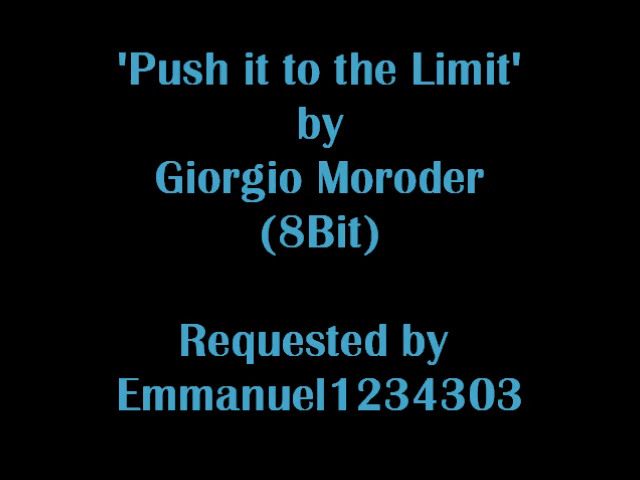 'Push it to the Limit'
by
Giorgio Moroder
(8Bit)
Requested by
Emmanuel1234303